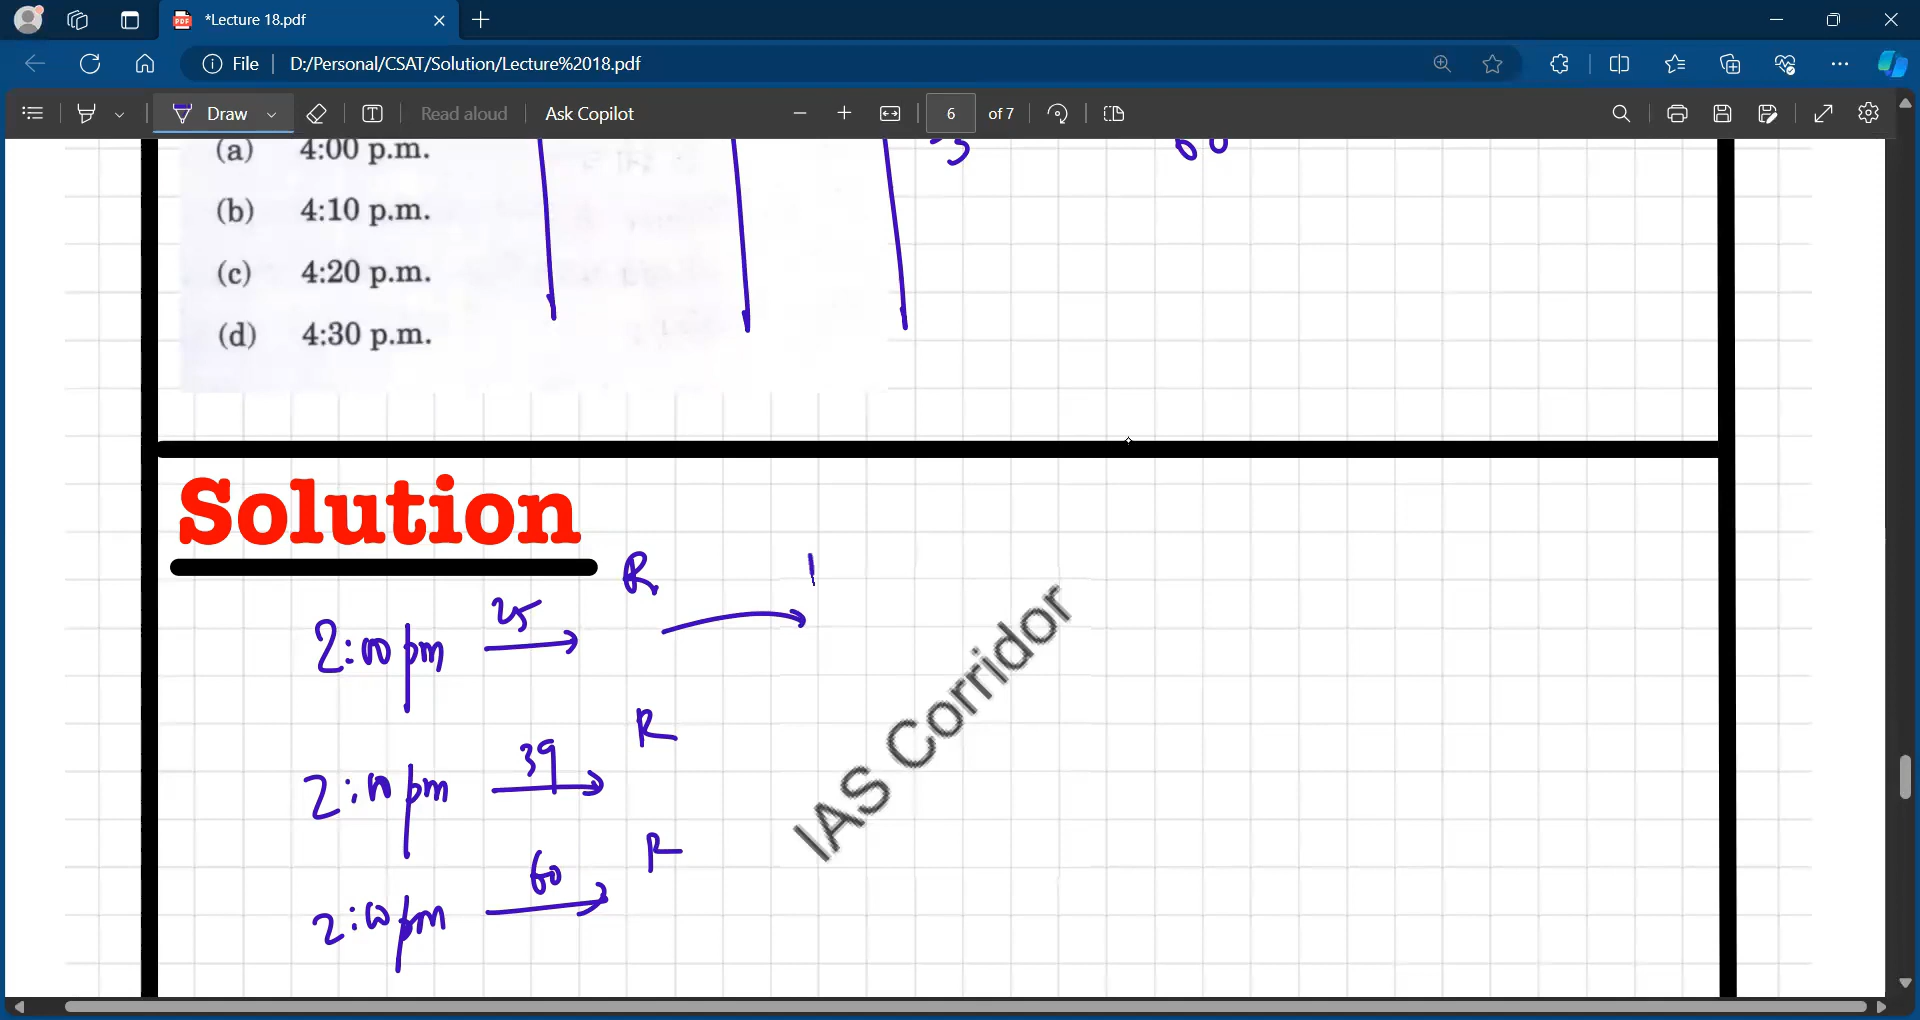 *Lecture 18.pdf
File D:/Personal/CSAT/Solution/Lecture%2018.pdf
Draw Read aloud Ask Copilot 6 of 7
(a) 4:00 p.m.
(b) 4:10 p.m.
(c) 4:20 p.m.
(d) 4:30 p.m.
Solution
2:00 pm 25 R
2:00 pm 39 R
2:00 pm 60 R
IAS Corridor